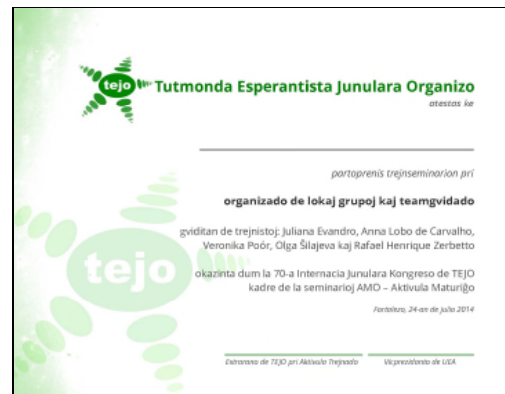 tejo
Tutmonda Esperantista Junulara Organizo
atestas ke
partoprenis trejnseminarion pri
organizado de lokaj grupoj kaj teamgvidado
gviditan de trejnistoj: Juliana Evandro, Anna Lobo de Carvalho,
Veronika Poór, Olga Ŝilajeva kaj Rafael Henrique Zerbetto
tejo
okazinta dum la 70-a Internacia Junulara Kongreso de TEJO
kadre de la seminarioj AMO – Aktivula Maturiĝo
Fortalezo, 24-an de julio 2014
Estrarano de TEJO pri Aktivula Trejnado
Vicprezidanto de UEA